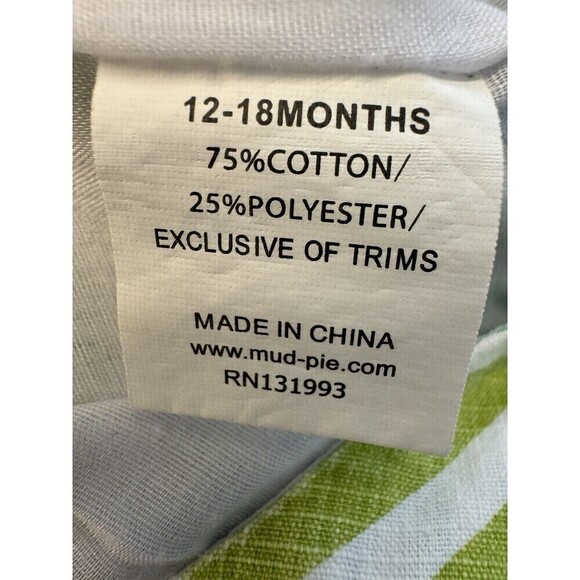 12-18MONTHS
75%COTTON/
25%POLYESTER/
EXCLUSIVE OF TRIMS
MADE IN CHINA
www.mud-pie.com
RN131993